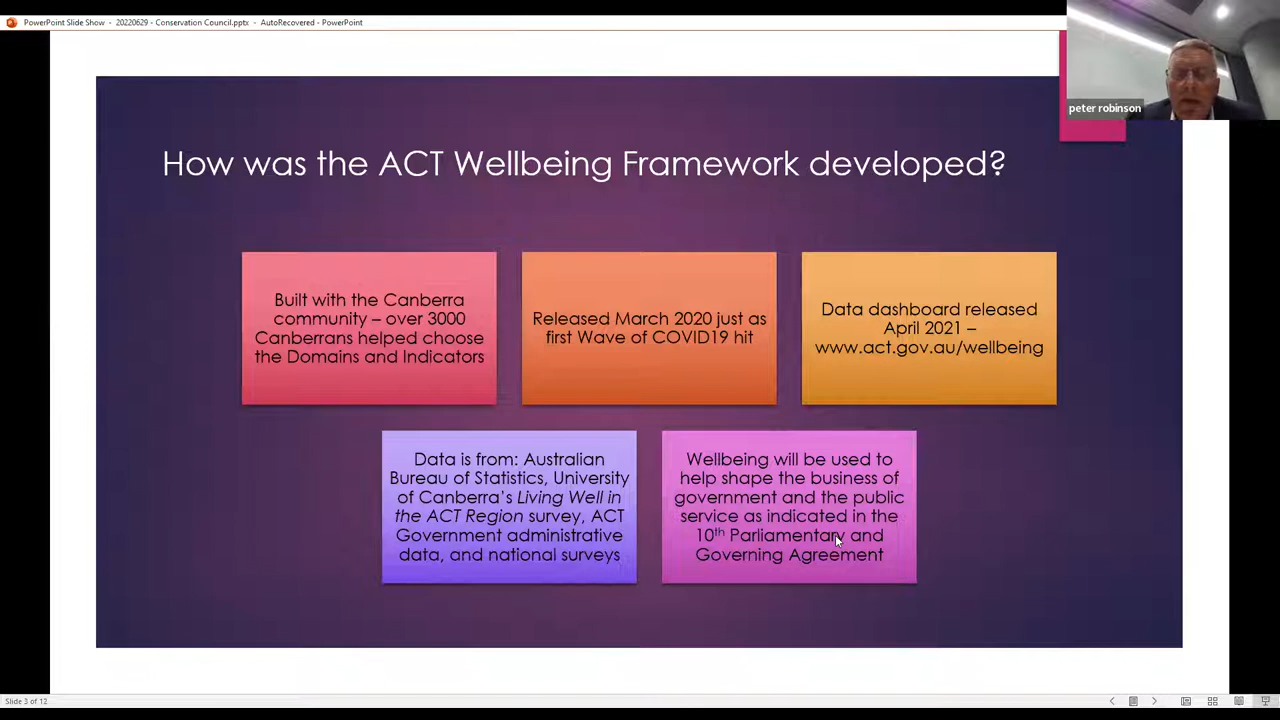 PowerPoint Slide Show - 20220629 - Conservation Council.pptx - AutoRecovered - PowerPoint
peter robinson
How was the ACT Wellbeing Framework developed?
Built with the Canberra
community – over 3000
Canberrans helped choose
the Domains and Indicators
Released March 2020 just as
first Wave of COVID19 hit
Data dashboard released
April 2021 –
www.act.gov.au/wellbeing
Data is from: Australian
Bureau of Statistics, University
of Canberra's Living Well in
the ACT Region survey, ACT
Government administrative
data, and national surveys
Wellbeing will be used to
help shape the business of
government and the public
service as indicated in the
10th Parliamentary and
Governing Agreement
Slide 3 of 12